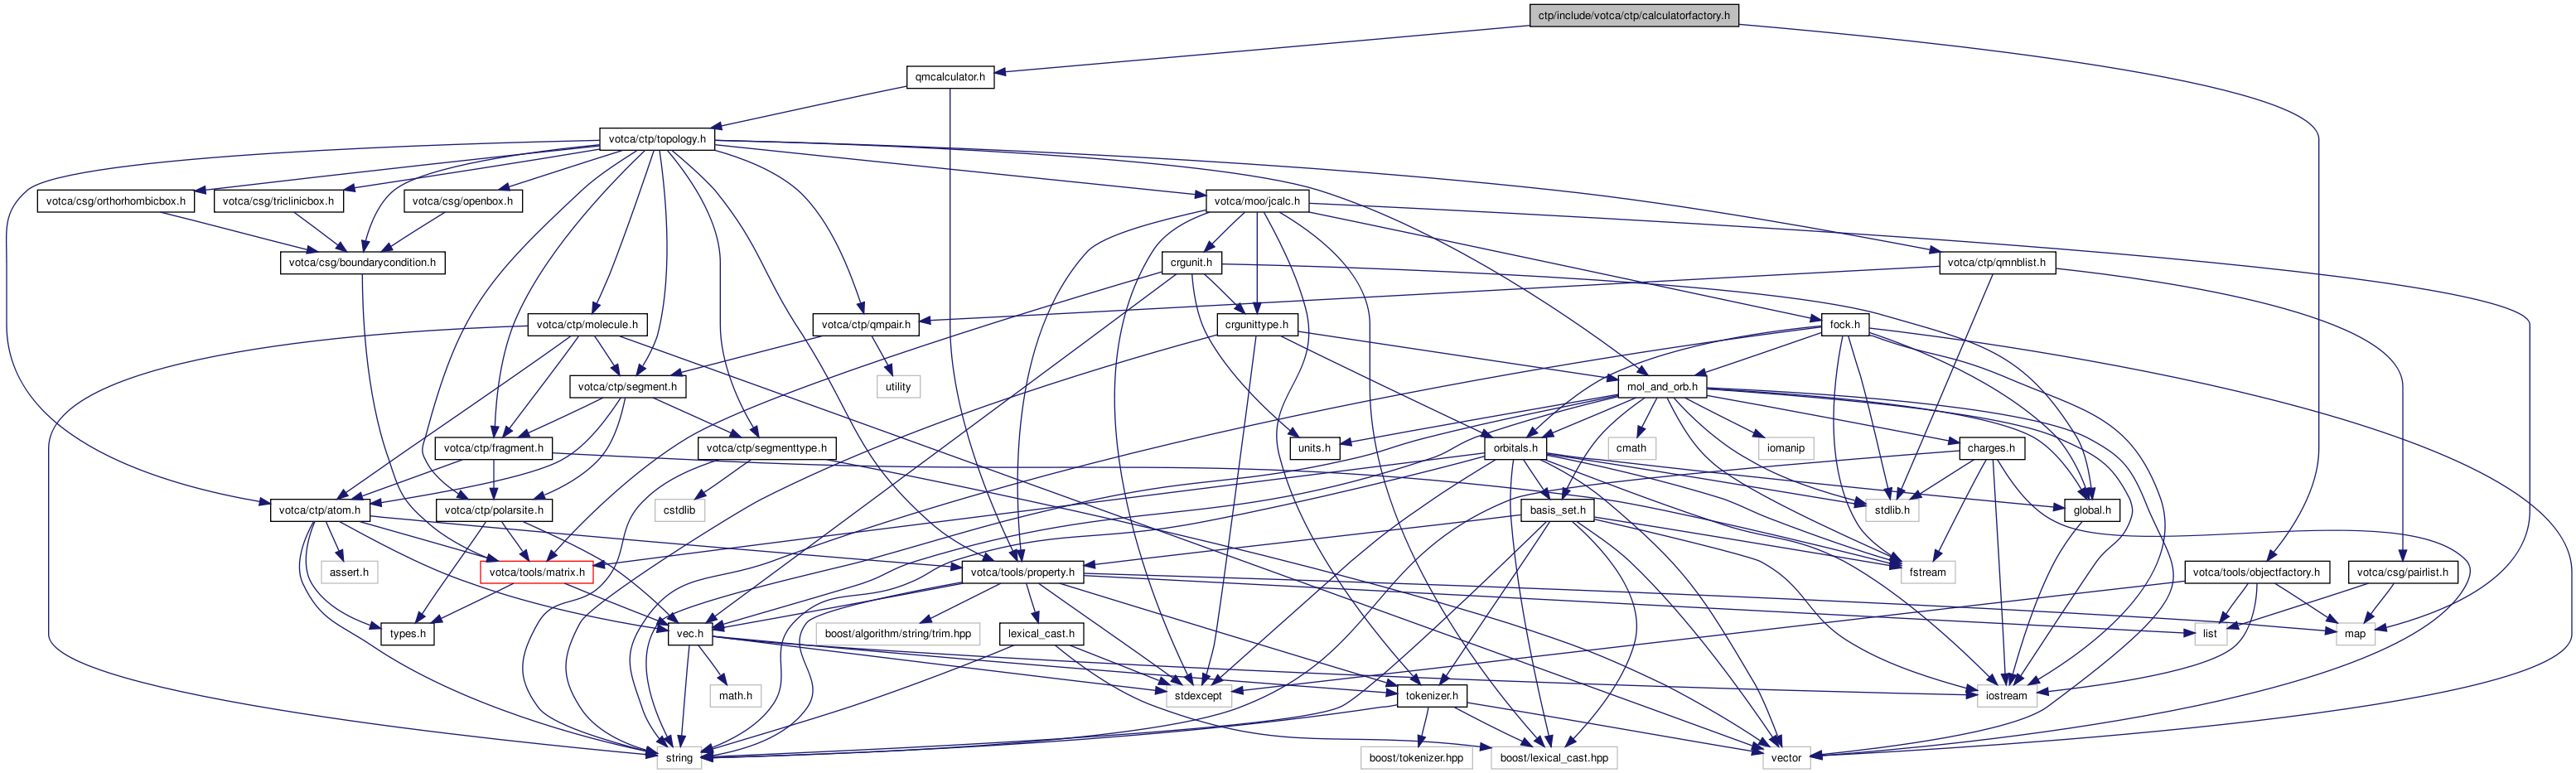 ctp/include/votca/ctp/calculatorfactory.h
qmcalculator.h
votca/ctp/topology.h
votca/csg/orthorhombicbox.h
votca/csg/triclinicbox.h
votca/csg/openbox.h
votca/moo/jcalc.h
votca/csg/boundarycondition.h
crgunit.h
votca/ctp/qmnblist.h
votca/ctp/molecule.h
votca/ctp/qmpair.h
crgunittype.h
fock.h
votca/ctp/segment.h
utility
mol_and_orb.h
votca/ctp/fragment.h
votca/ctp/segmenttype.h
units.h
orbitals.h
cmath
iomanip
charges.h
votca/ctp/atom.h
votca/ctp/polarsite.h
cstdlib
basis_set.h
stdlib.h
global.h
assert.h
votca/tools/matrix.h
votca/tools/property.h
fstream
votca/tools/objectfactory.h
votca/csg/pairlist.h
types.h
vec.h
boost/algorithm/string/trim.hpp
lexical_cast.h
list
map
math.h
stdexcept
tokenizer.h
iostream
string
boost/tokenizer.hpp
boost/lexical_cast.hpp
vector